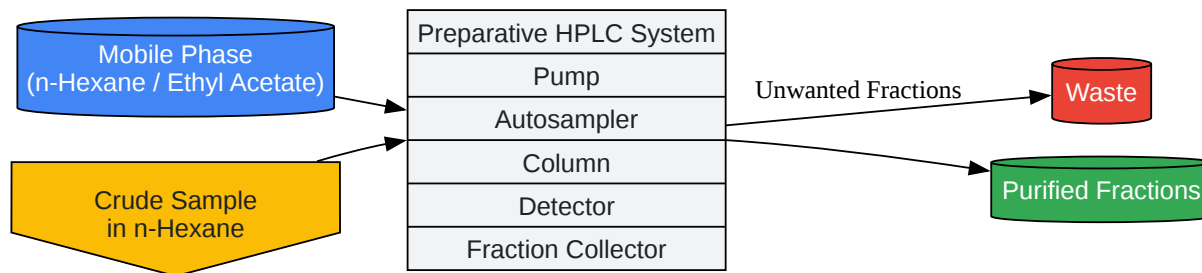 Mobile Phase
(n-Hexane / Ethyl Acetate)
Crude Sample
in n-Hexane
Preparative HPLC System
Pump
Autosampler
Column
Detector
Fraction Collector
Unwanted Fractions
Waste
Purified Fractions